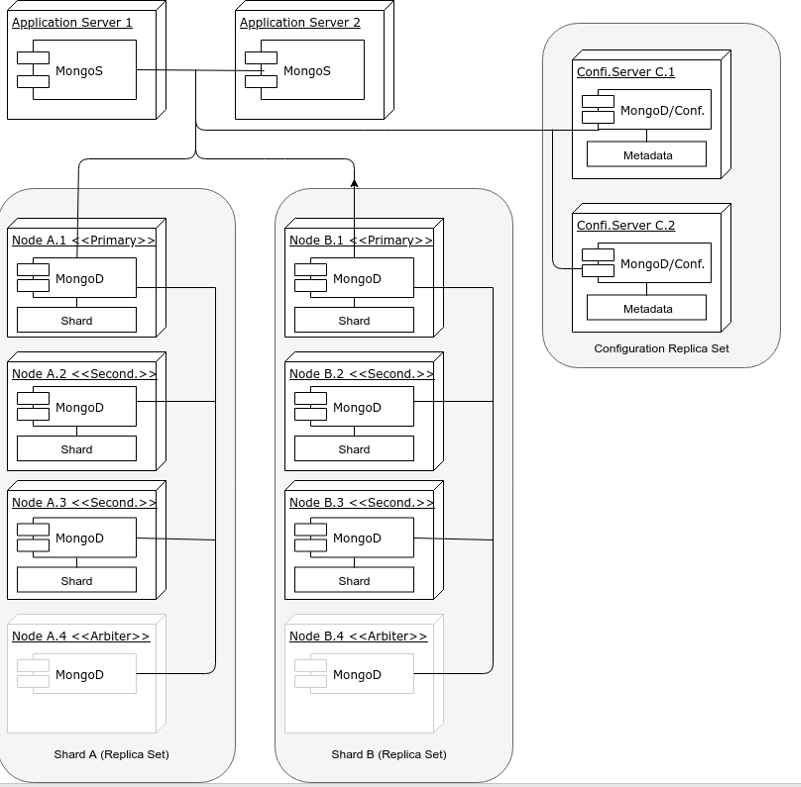 Application Server 1
MongoS
Application Server 2
MongoS
Confi.Server C.1
MongoD/Conf.
Metadata
Confi.Server C.2
MongoD/Conf.
Metadata
Configuration Replica Set
Node A.1 <<Primary>>
MongoD
Shard
Node A.2 <<Second.>>
MongoD
Shard
Node A.3 <<Second.>>
MongoD
Shard
Node A.4 <<Arbiter>>
MongoD
Shard A (Replica Set)
Node B.1 <<Primary>>
MongoD
Shard
Node B.2 <<Second.>>
MongoD
Shard
Node B.3 <<Second.>>
MongoD
Shard
Node B.4 <<Arbiter>>
MongoD
Shard B (Replica Set)